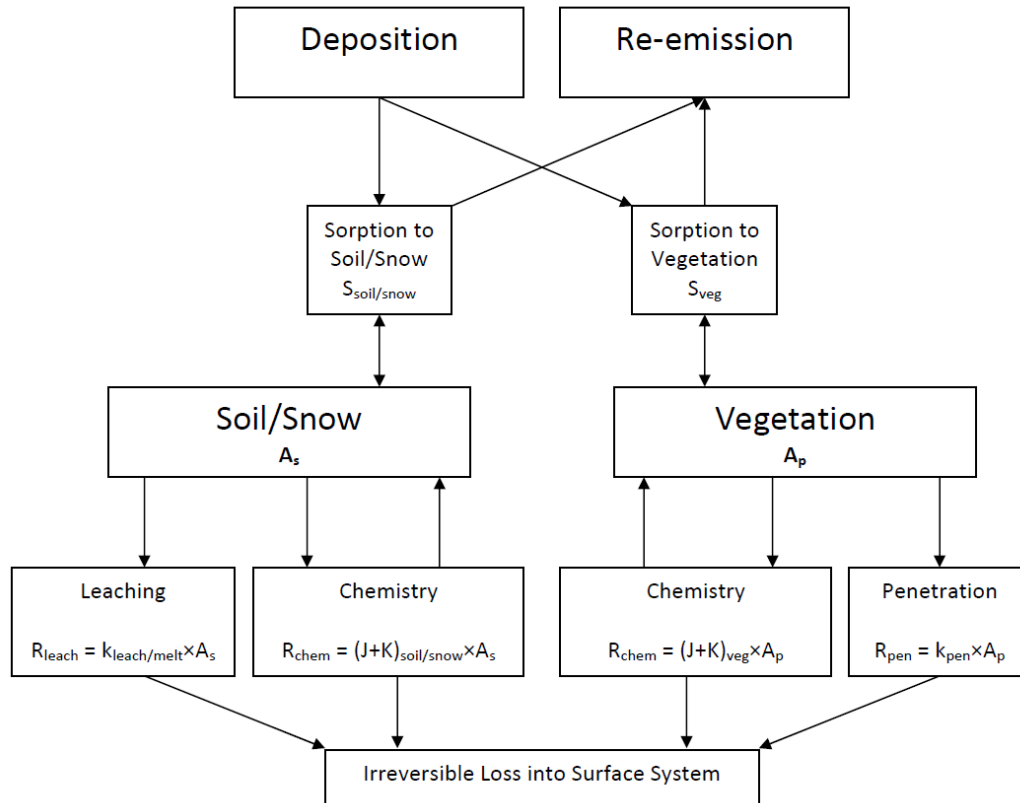 Deposition
Re-emission
Sorption to
Soil/Snow
S_soil/snow
Sorption to
Vegetation
S_veg
Soil/Snow
A_s
Vegetation
A_p
Leaching
R_leach = k_leach/melt×A_s
Chemistry
R_chem = (J+K)_soil/snow×A_s
Chemistry
R_chem = (J+K)_veg×A_p
Penetration
R_pen = k_pen×A_p
Irreversible Loss into Surface System